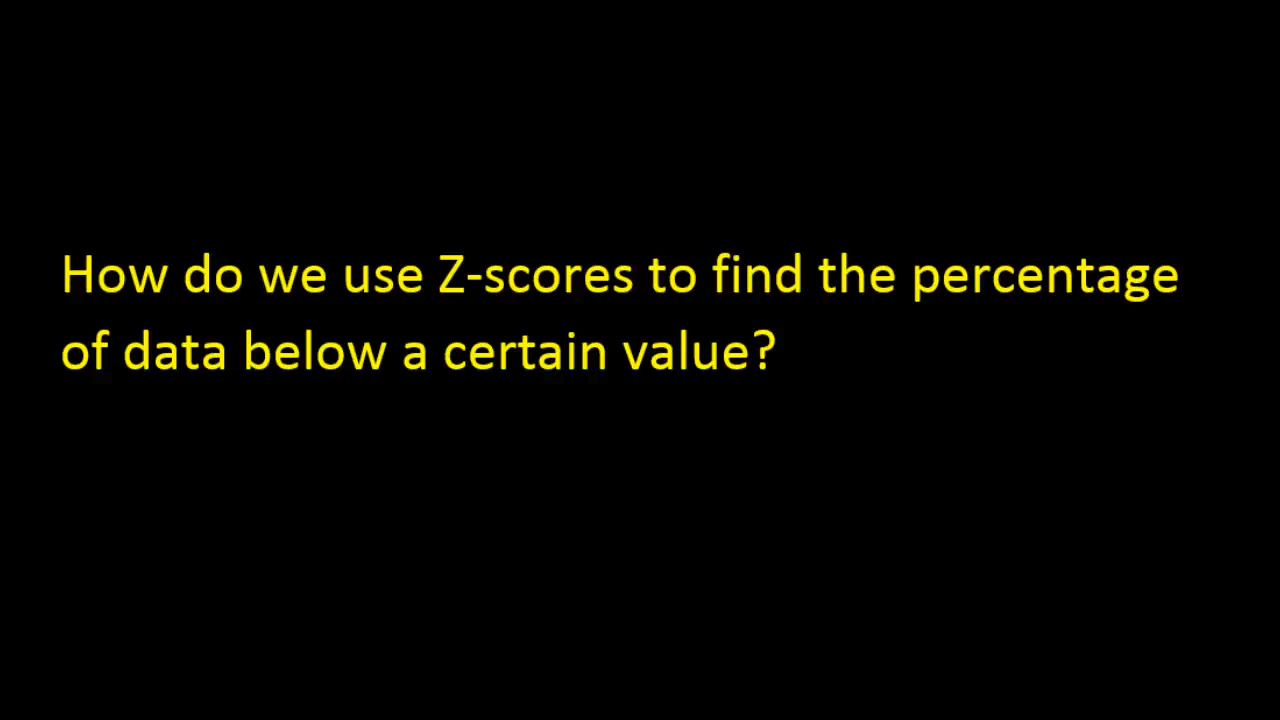 How do we use Z-scores to find the percentage
of data below a certain value?